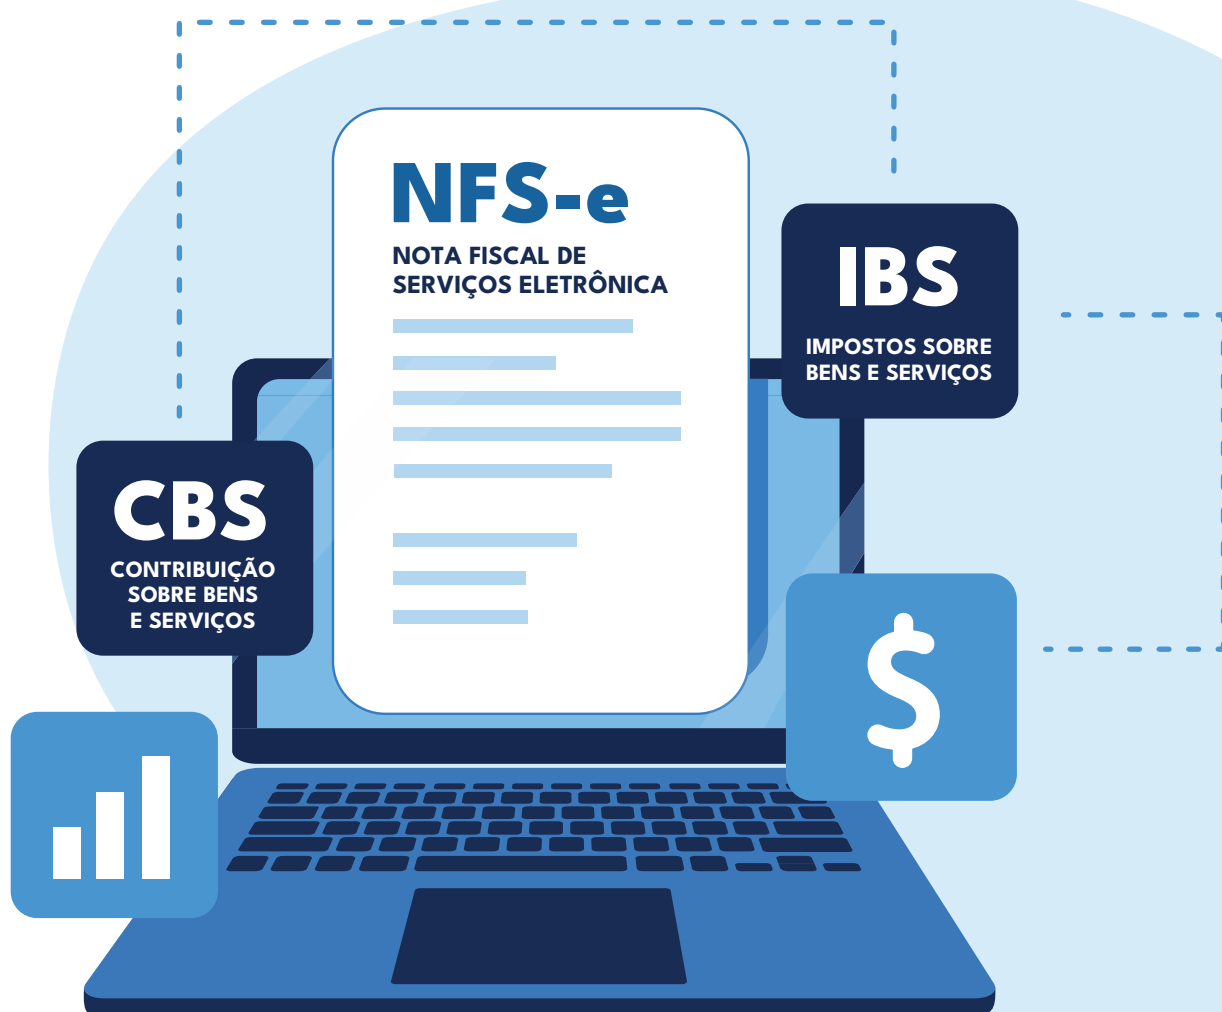 NFS-e
NOTA FISCAL DE
SERVIÇOS ELETRÔNICA
IBS
IMPOSTOS SOBRE
BENS E SERVIÇOS
CBS
CONTRIBUIÇÃO
SOBRE BENS
E SERVIÇOS
$